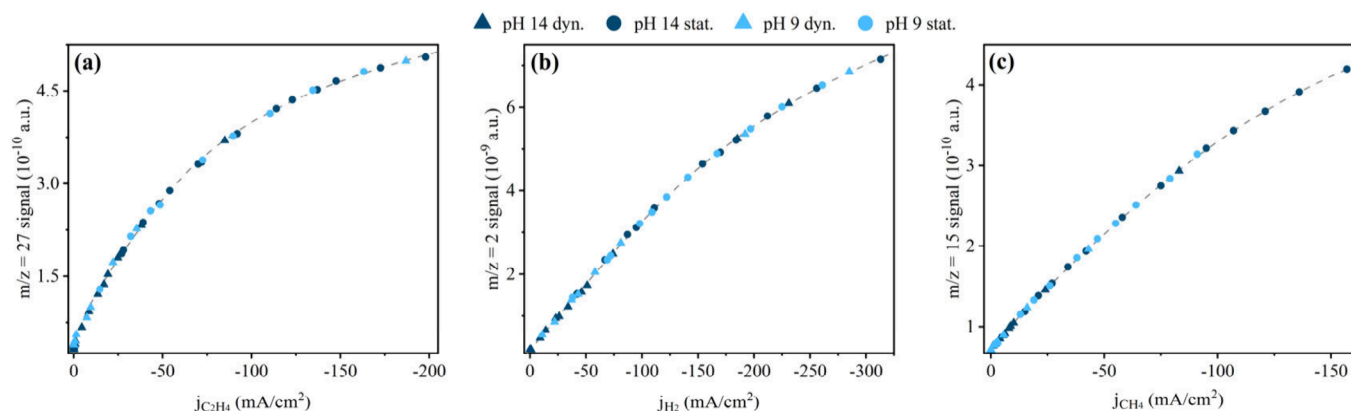 pH 14 dyn. pH 14 stat. pH 9 dyn. pH 9 stat.
(a)
m/z = 27 signal (10⁻¹⁰ a.u.)
4.5
3.0
1.5
0 -50 -100 -150 -200
j_C₂H₄ (mA/cm²)
(b)
m/z = 2 signal (10⁻⁹ a.u.)
6
4
2
0 -50 -100 -150 -200 -250 -300
j_H₂ (mA/cm²)
(c)
m/z = 15 signal (10⁻¹⁰ a.u.)
4
3
2
1
0 -50 -100 -150
j_CH₄ (mA/cm²)